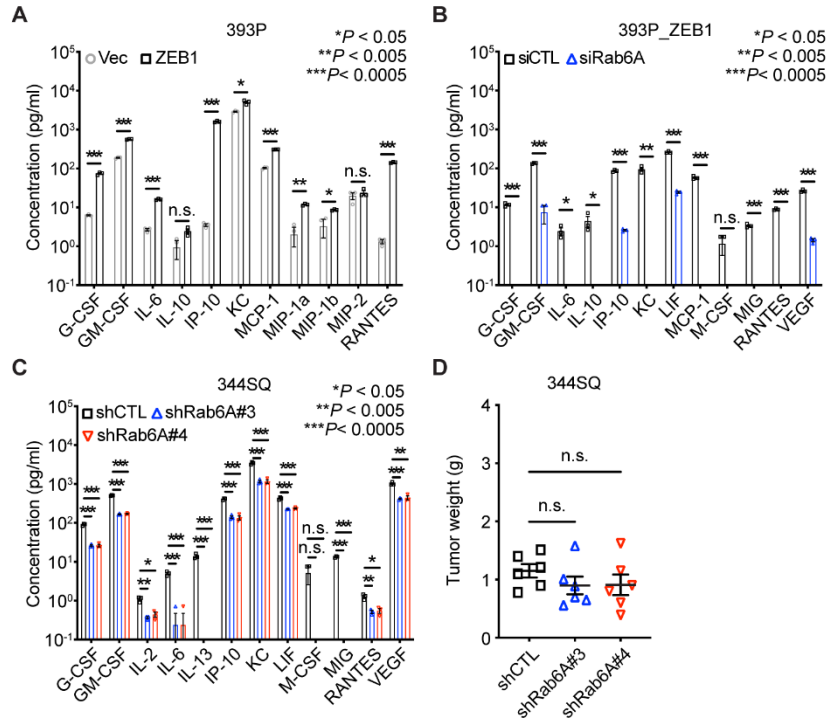 A
393P
*P < 0.05
**P < 0.005
***P < 0.0005
Vec ZEB1
Concentration (pg/ml)
10^5
10^4
10^3
10^2
10^1
10^0
10^-1
*** *** *** n.s. *** * *** ** * n.s. ***
G-CSF GM-CSF IL-6 IL-10 IP-10 KC MCP-1 MIP-1a MIP-1b MIP-2 RANTES
B
393P_ZEB1
*P < 0.05
**P < 0.005
***P < 0.0005
siCTL siRab6A
Concentration (pg/ml)
10^5
10^4
10^3
10^2
10^1
10^0
10^-1
*** *** * * *** ** *** *** n.s. *** *** ***
G-CSF GM-CSF IL-6 IL-10 IP-10 KC LIF MCP-1 M-CSF MIG RANTES VEGF
C
344SQ
*P < 0.05
**P < 0.005
***P < 0.0005
shCTL shRab6A#3
shRab6A#4
Concentration (pg/ml)
10^5
10^4
10^3
10^2
10^1
10^0
10^-1
*** *** * *** *** *** *** *** n.s. *** * **
*** *** ** *** *** *** *** *** n.s. *** ** ***
G-CSF GM-CSF IL-2 IL-6 IL-13 IP-10 KC LIF M-CSF MIG RANTES VEGF
D
344SQ
Tumor weight (g)
4
3
2
1
0
n.s.
n.s.
shCTL shRab6A#3 shRab6A#4